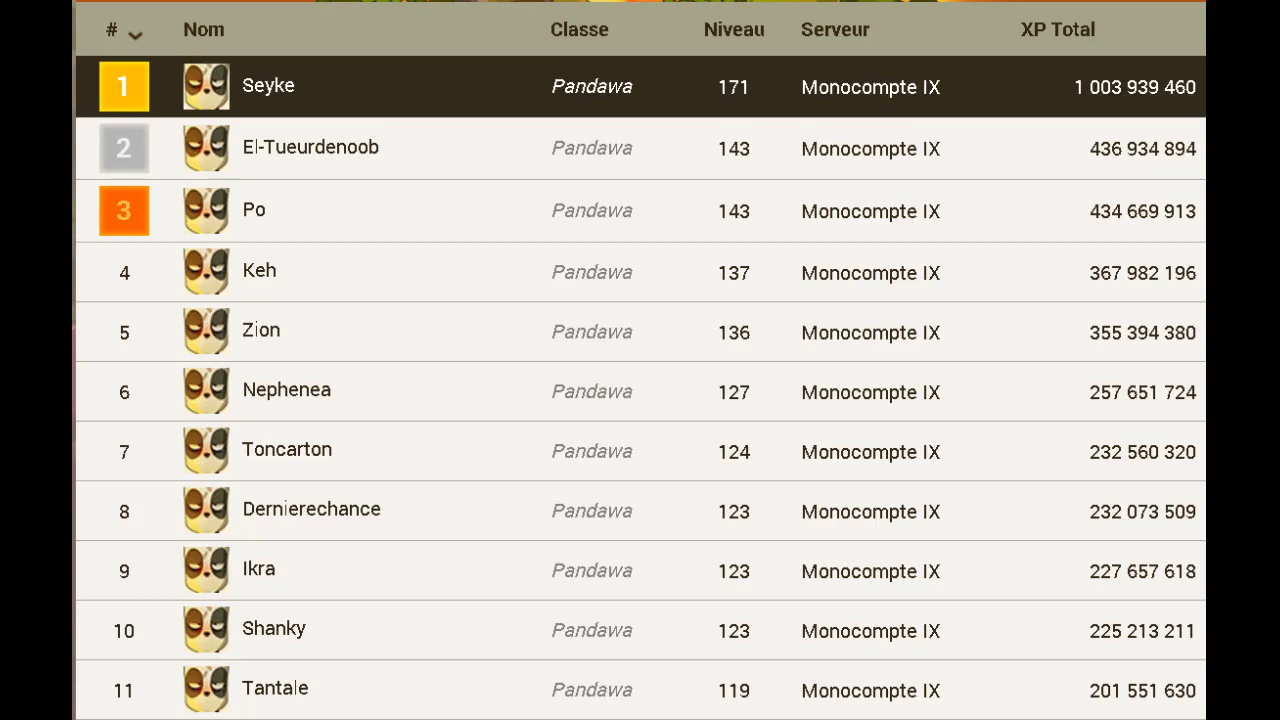 # Nom Classe Niveau Serveur XP Total
1 Seyke Pandawa 171 Monocompte IX 1 003 939 460
2 El-Tueurdenoob Pandawa 143 Monocompte IX 436 934 894
3 Po Pandawa 143 Monocompte IX 434 669 913
4 Keh Pandawa 137 Monocompte IX 367 982 196
5 Zion Pandawa 136 Monocompte IX 355 394 380
6 Nephenea Pandawa 127 Monocompte IX 257 651 724
7 Toncarton Pandawa 124 Monocompte IX 232 560 320
8 Dernierechance Pandawa 123 Monocompte IX 232 073 509
9 Ikra Pandawa 123 Monocompte IX 227 657 618
10 Shanky Pandawa 123 Monocompte IX 225 213 211
11 Tantale Pandawa 119 Monocompte IX 201 551 630